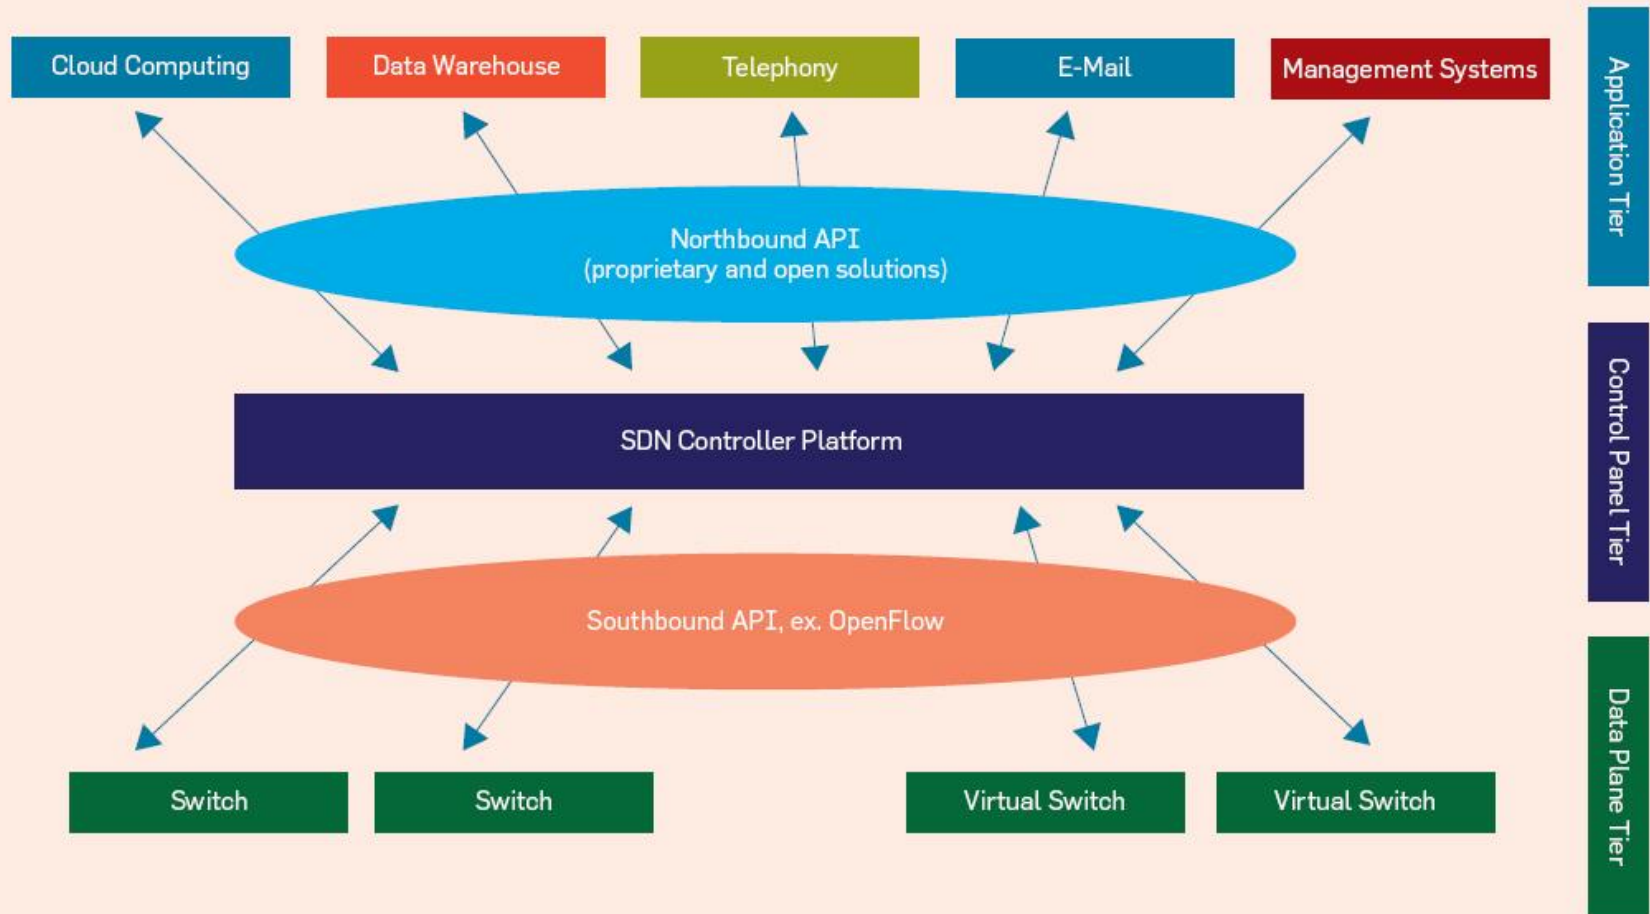 Cloud Computing
Data Warehouse
Telephony
E-Mail
Management Systems
Application Tier
Northbound API
(proprietary and open solutions)
SDN Controller Platform
Control Panel Tier
Southbound API, ex. OpenFlow
Switch
Switch
Virtual Switch
Virtual Switch
Data Plane Tier